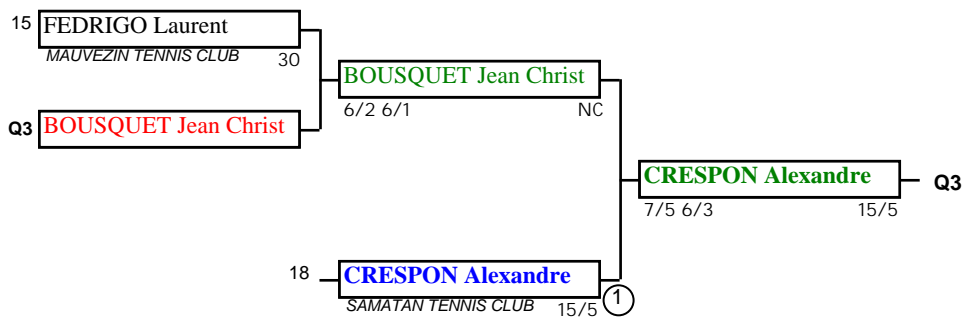 15 FEDRIGO Laurent
MAUVEZIN TENNIS CLUB 30
BOUSQUET Jean Christ
6/2 6/1 NC
Q3 BOUSQUET Jean Christ
CRESPON Alexandre Q3
7/5 6/3 15/5
18 CRESPON Alexandre
SAMATAN TENNIS CLUB 15/5 1